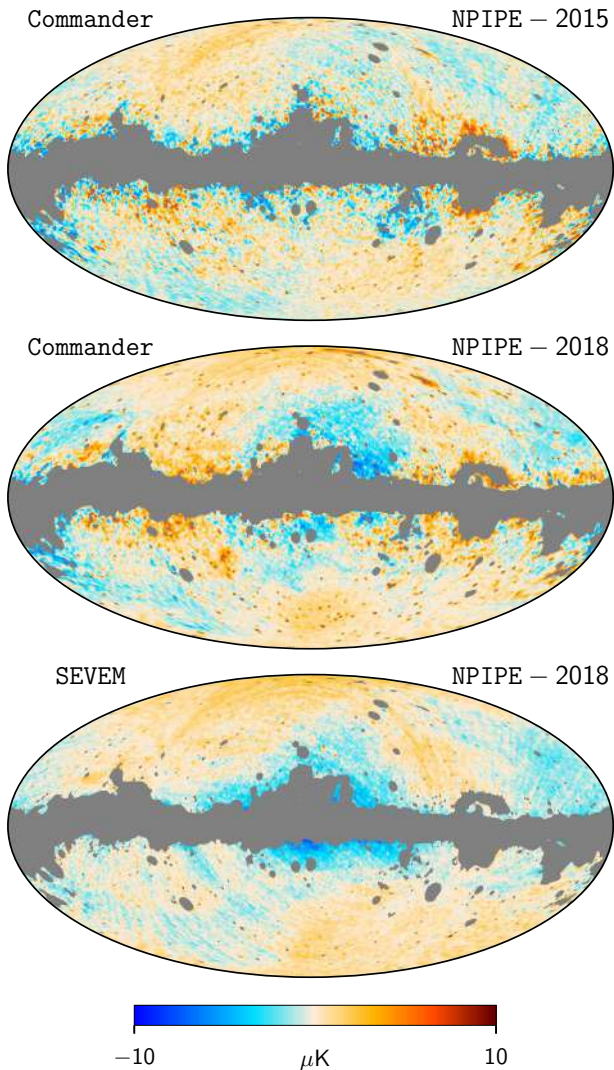 Commander NPIPE − 2015
Commander NPIPE − 2018
SEVEM NPIPE − 2018
−10 μK 10